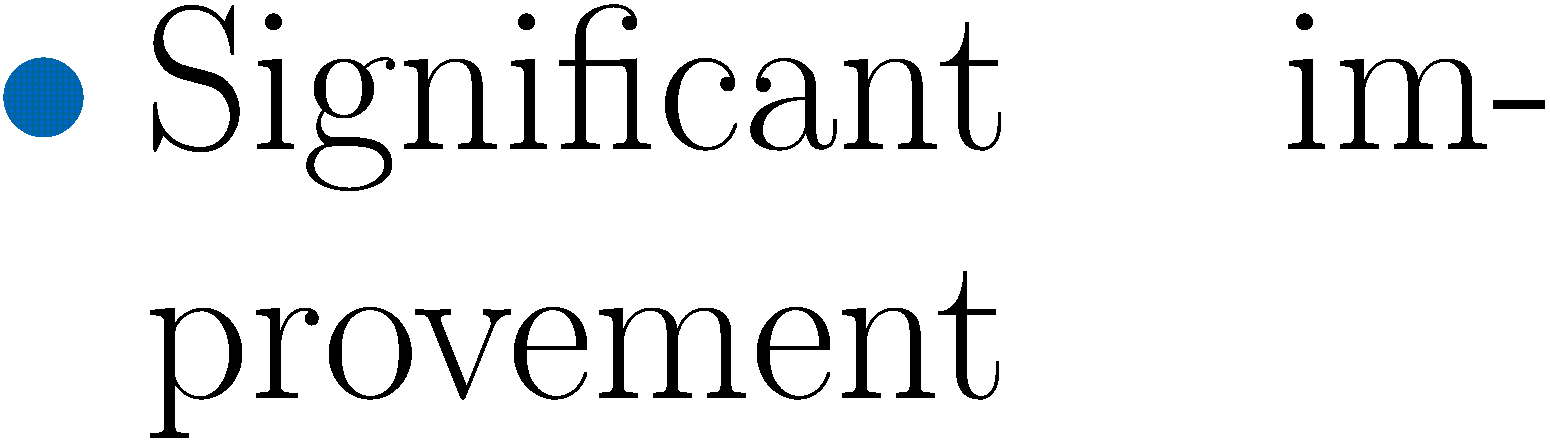 • Significant im-
provement